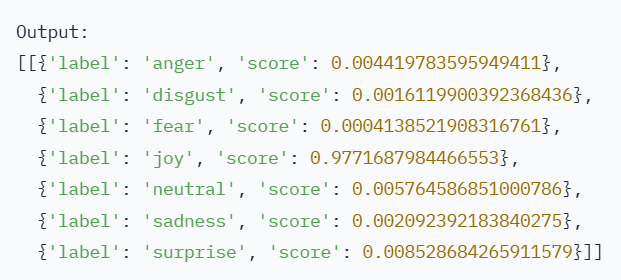 Output:
[[{'label': 'anger', 'score': 0.004419783595949411},
{'label': 'disgust', 'score': 0.0016119900392368436},
{'label': 'fear', 'score': 0.0004138521908316761},
{'label': 'joy', 'score': 0.9771687984466553},
{'label': 'neutral', 'score': 0.005764586851000786},
{'label': 'sadness', 'score': 0.002092392183840275},
{'label': 'surprise', 'score': 0.008528684265911579}]]